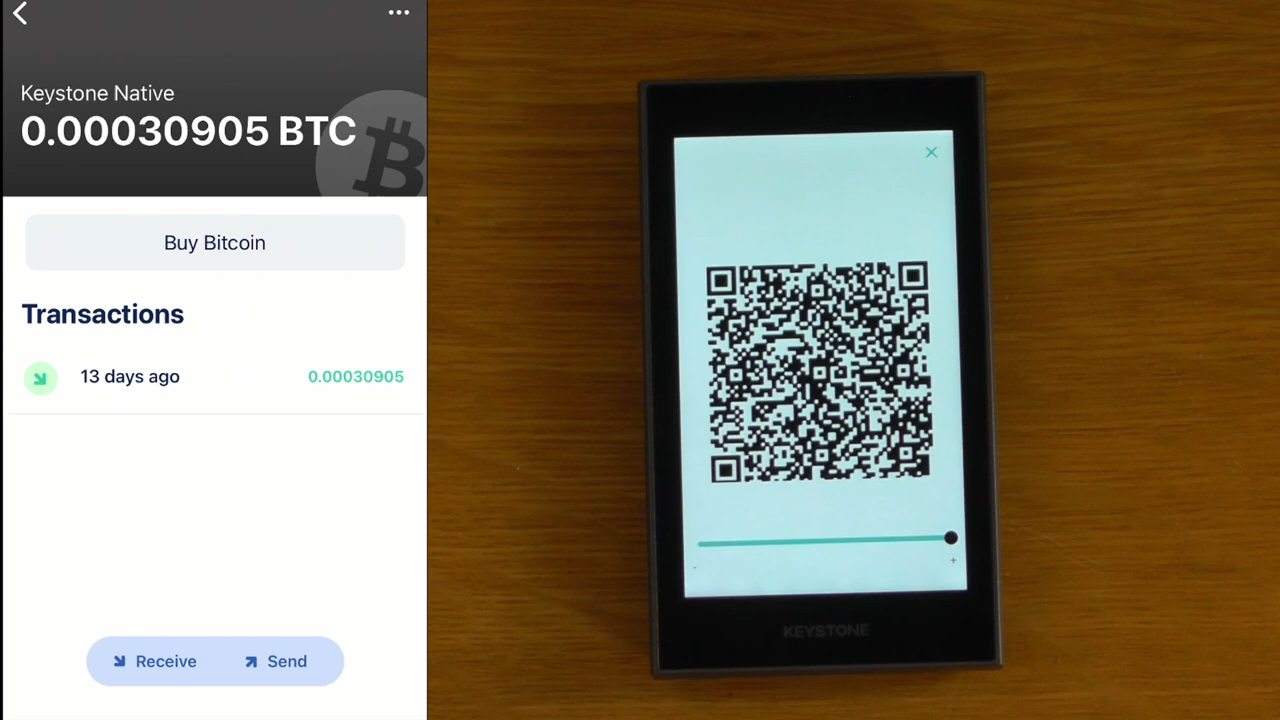 Keystone Native
0.00030905 BTC
Buy Bitcoin
Transactions
13 days ago 0.00030905
Receive Send
- +
KEYSTONE